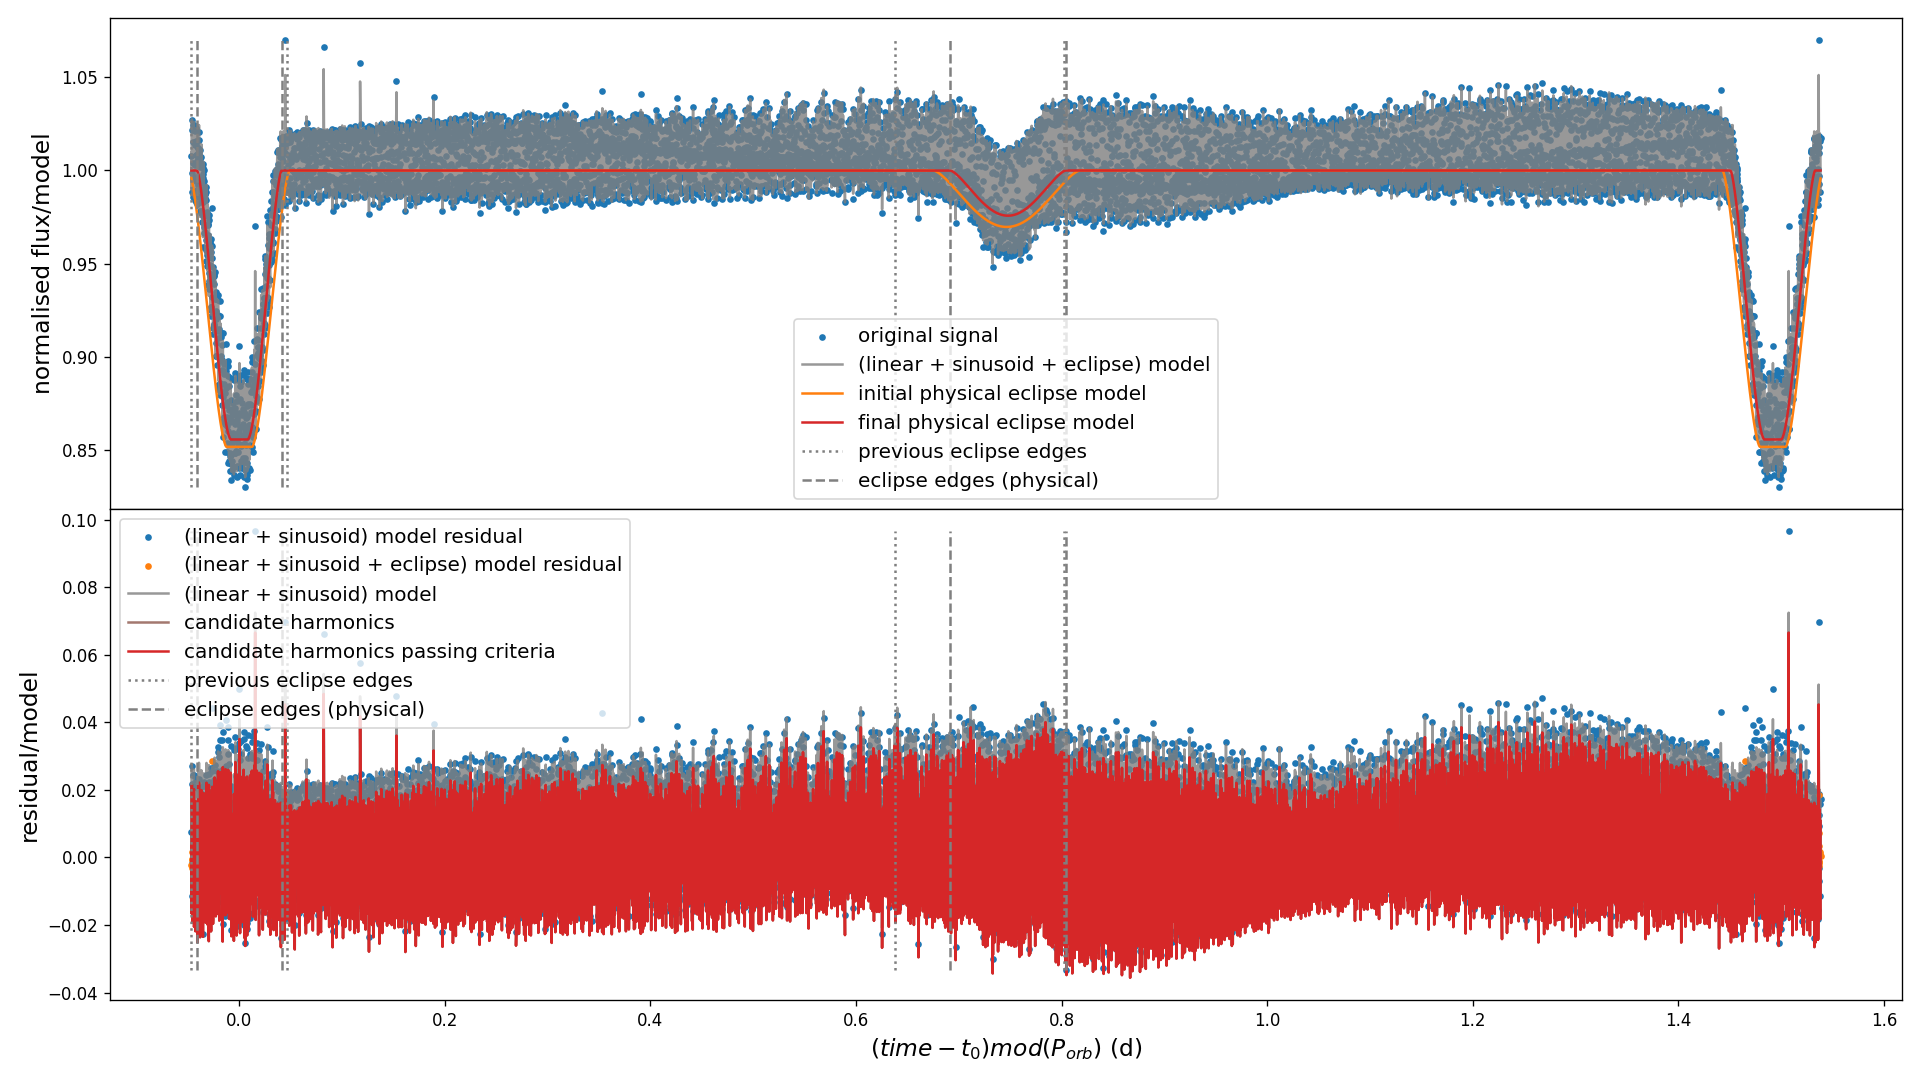 normalised flux/model
1.05
1.00
0.95
0.90
0.85
original signal
(linear + sinusoid + eclipse) model
initial physical eclipse model
final physical eclipse model
previous eclipse edges
eclipse edges (physical)
residual/model
0.10
0.08
0.06
0.04
0.02
0.00
−0.02
−0.04
(linear + sinusoid) model residual
(linear + sinusoid + eclipse) model residual
(linear + sinusoid) model
candidate harmonics
candidate harmonics passing criteria
previous eclipse edges
eclipse edges (physical)
0.0 0.2 0.4 0.6 0.8 1.0 1.2 1.4 1.6
(time − t₀)mod(P_orb) (d)